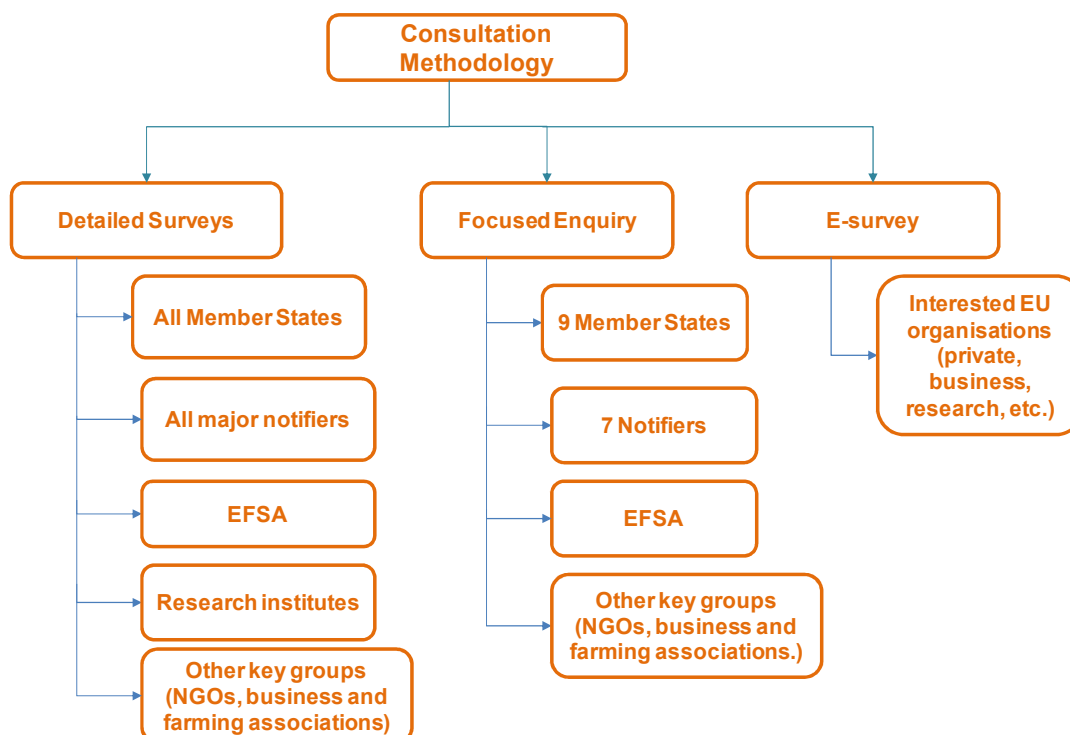 Consultation
Methodology
Detailed Surveys
All Member States
All major notifiers
EFSA
Research institutes
Other key groups
(NGOs, business and
farming associations)
Focused Enquiry
9 Member States
7 Notifiers
EFSA
Other key groups
(NGOs, business and
farming associations.)
E-survey
Interested EU
organisations
(private,
business,
research, etc.)